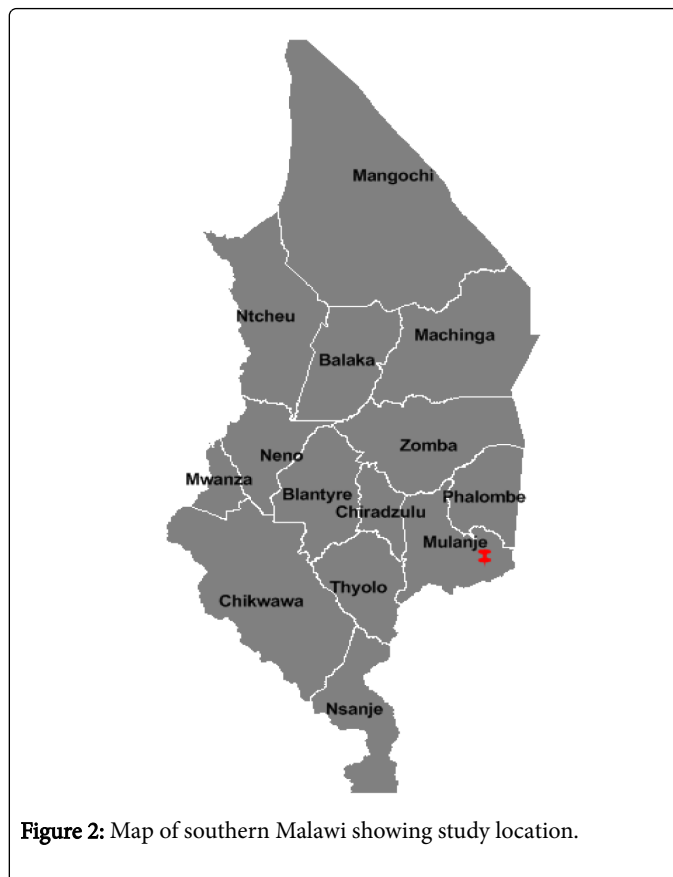 Mangochi
Ntcheu
Machinga
Balaka
Zomba
Neno
Mwanza
Blantyre
Phalombe
Chiradzulu
Mulanje
Thyolo
Chikwawa
Nsanje
Figure 2: Map of southern Malawi showing study location.